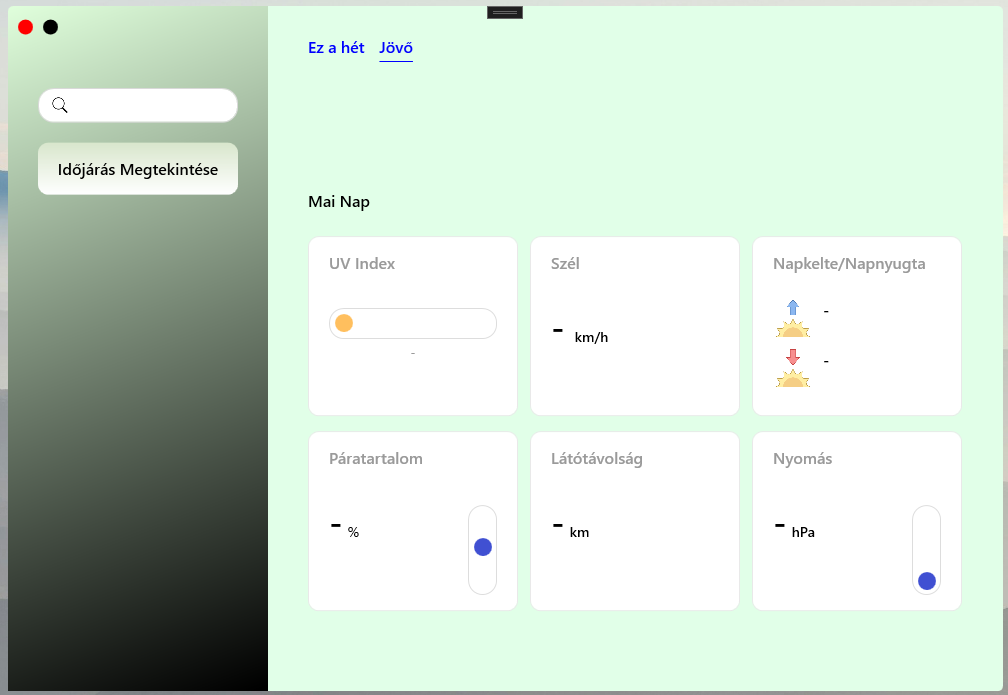 Ez a hét Jövő
Időjárás Megtekintése
Mai Nap
UV Index
-
Szél
- km/h
Napkelte/Napnyugta
-
-
Páratartalom
- %
Látótávolság
- km
Nyomás
- hPa